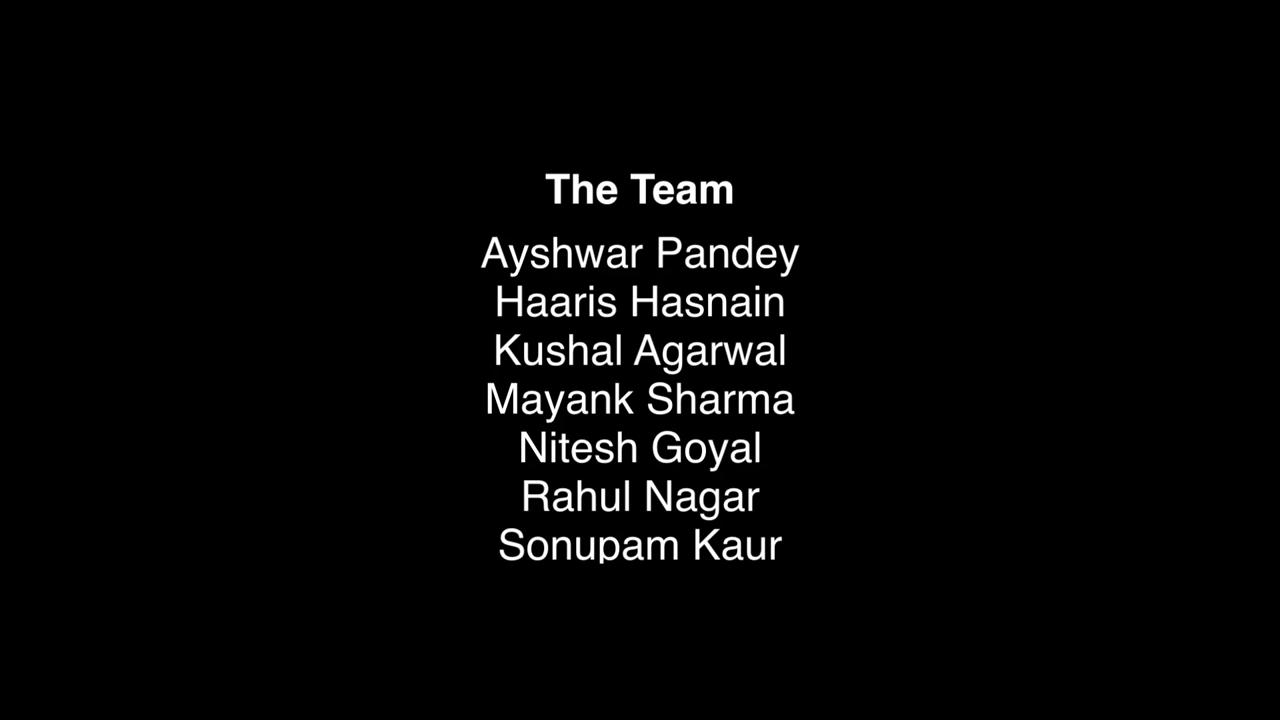 The Team
Ayshwar Pandey
Haaris Hasnain
Kushal Agarwal
Mayank Sharma
Nitesh Goyal
Rahul Nagar
Sonupam Kaur